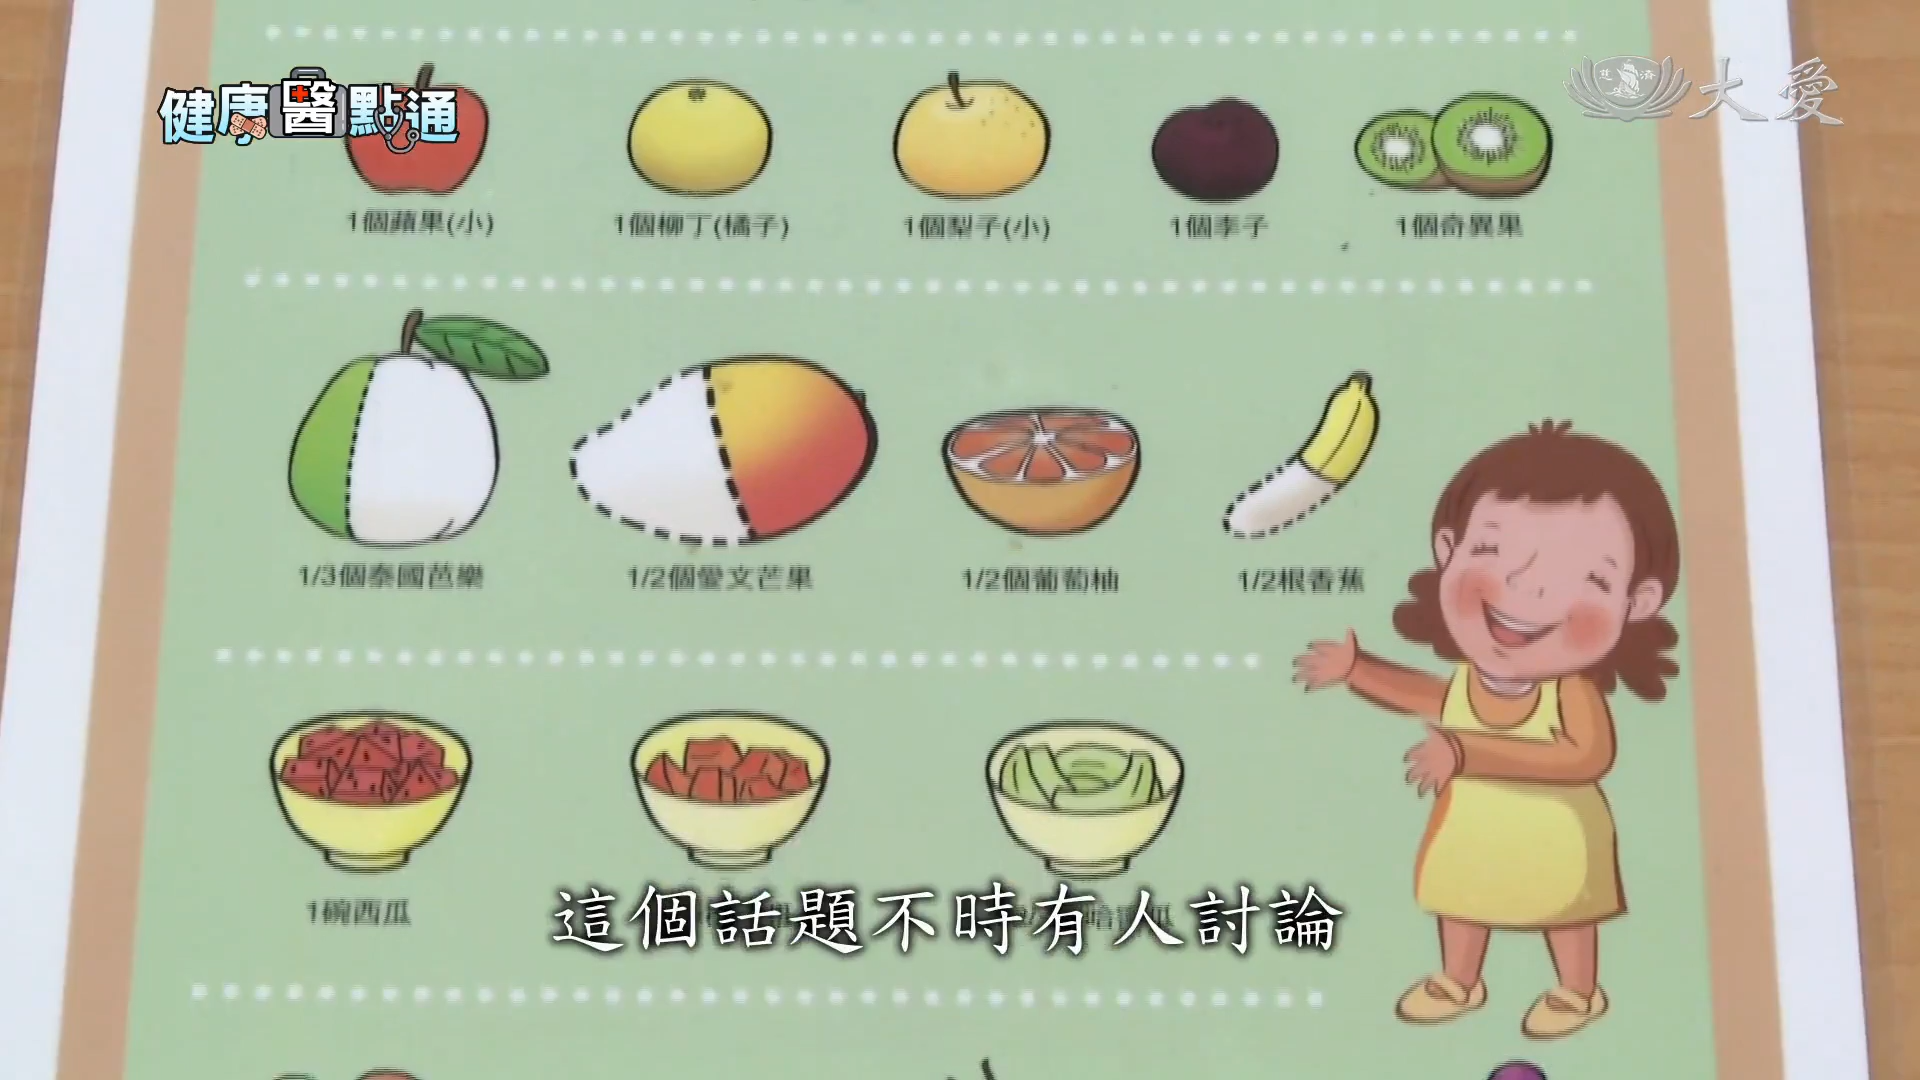 健康醫點通
慈濟
大愛
1個蘋果(小)
1個柳丁(橘子)
1個梨子(小)
1個李子
1個奇異果
1/3個泰國芭樂
1/2個愛文芒果
1/2個葡萄柚
1/2根香蕉
1碗西瓜
這個話題不時有人討論